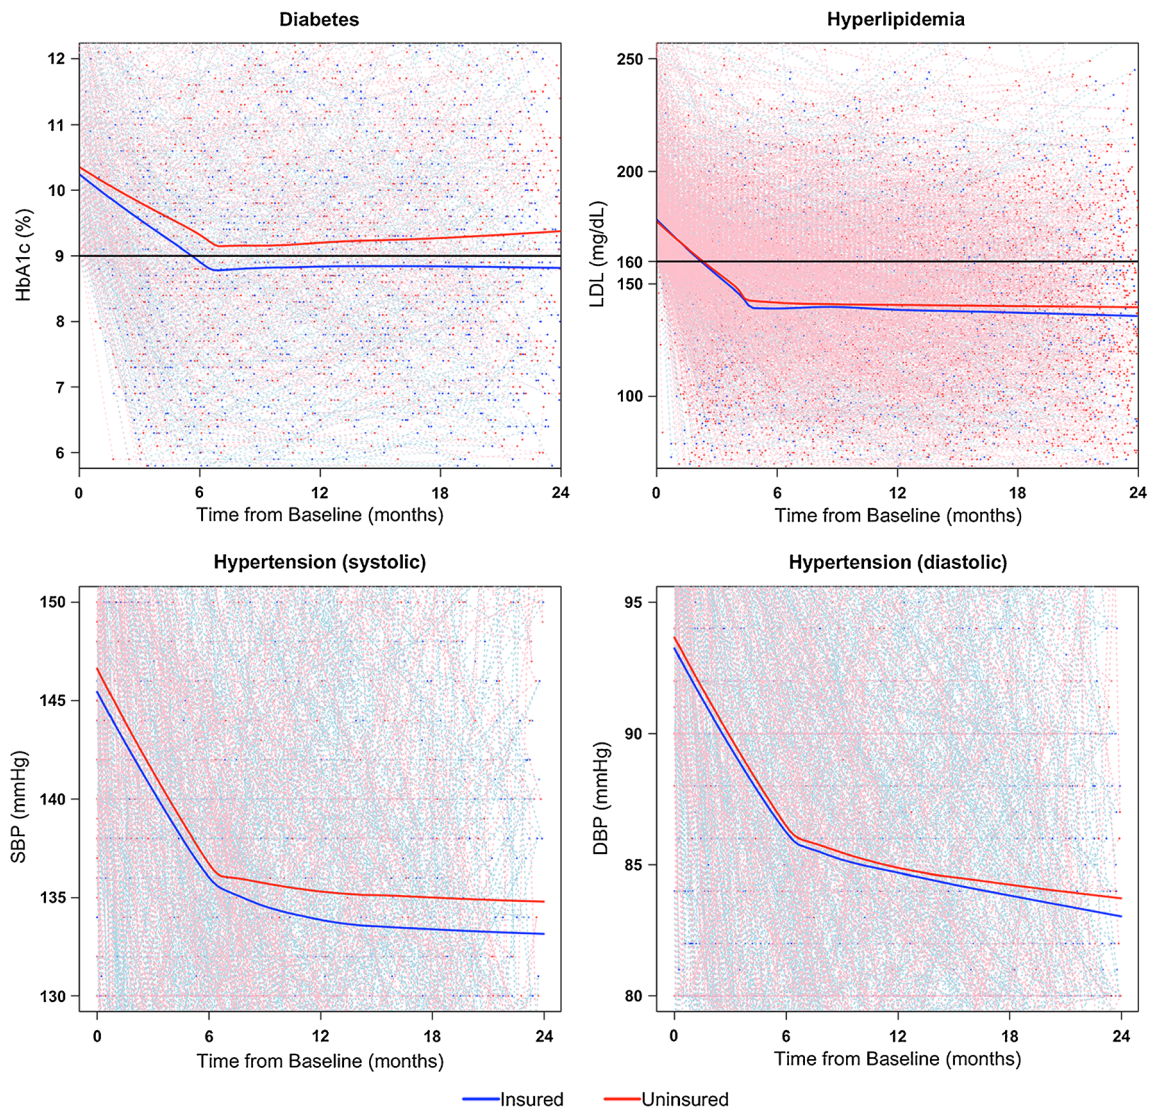 Diabetes
HbA1c (%)
12
11
10
9
8
7
6
0 6 12 18 24
Time from Baseline (months)
Hyperlipidemia
LDL (mg/dL)
250
200
160
150
100
0 6 12 18 24
Time from Baseline (months)
Hypertension (systolic)
SBP (mmHg)
150
145
140
135
130
0 6 12 18 24
Time from Baseline (months)
Hypertension (diastolic)
DBP (mmHg)
95
90
85
80
0 6 12 18 24
Time from Baseline (months)
Insured Uninsured